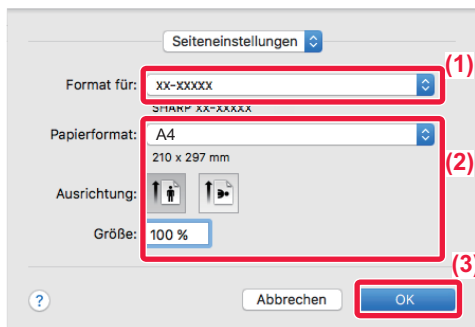 Seiteneinstellungen
(1)
Format für: xx-xxxxx
SHARP xx-xxxxx
Papierformat: A4
210 x 297 mm
(2)
Ausrichtung:
Größe: 100 %
(3)
? Abbrechen OK